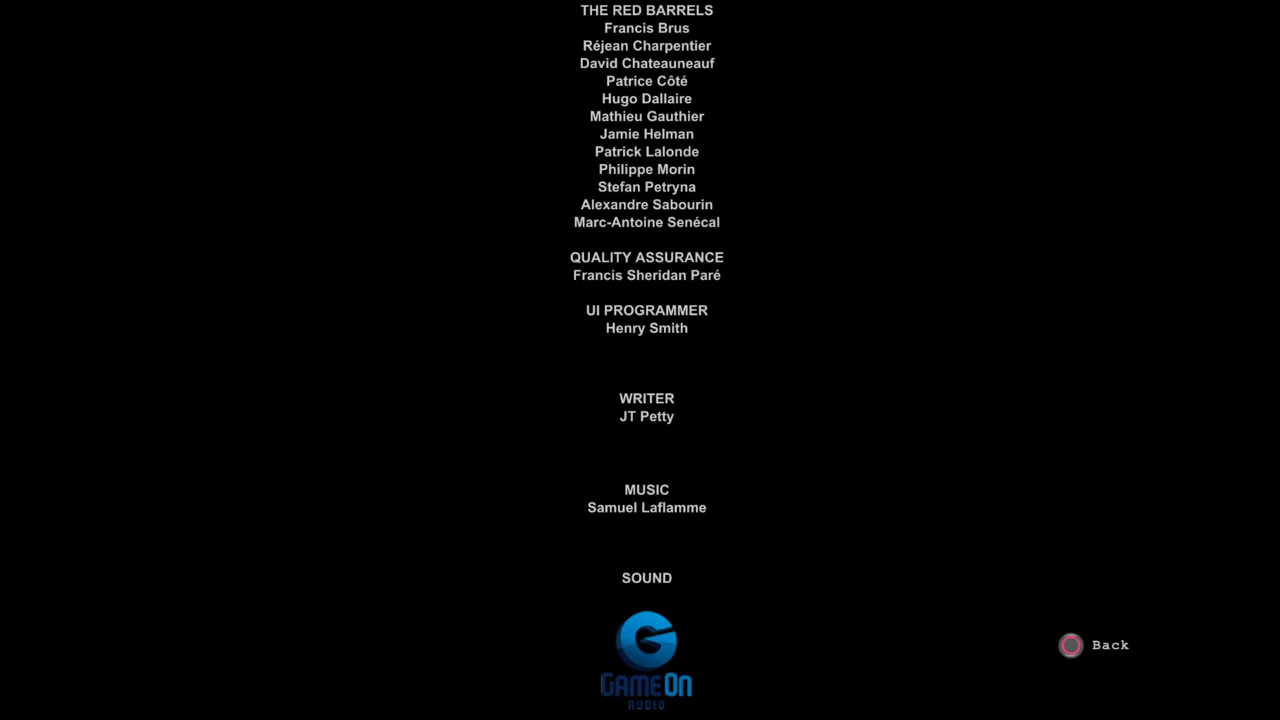 THE RED BARRELS
Francis Brus
Réjean Charpentier
David Chateauneuf
Patrice Côté
Hugo Dallaire
Mathieu Gauthier
Jamie Helman
Patrick Lalonde
Philippe Morin
Stefan Petryna
Alexandre Sabourin
Marc-Antoine Senécal
QUALITY ASSURANCE
Francis Sheridan Paré
UI PROGRAMMER
Henry Smith
WRITER
JT Petty
MUSIC
Samuel Laflamme
SOUND
GAMEON
AUDIO
Back